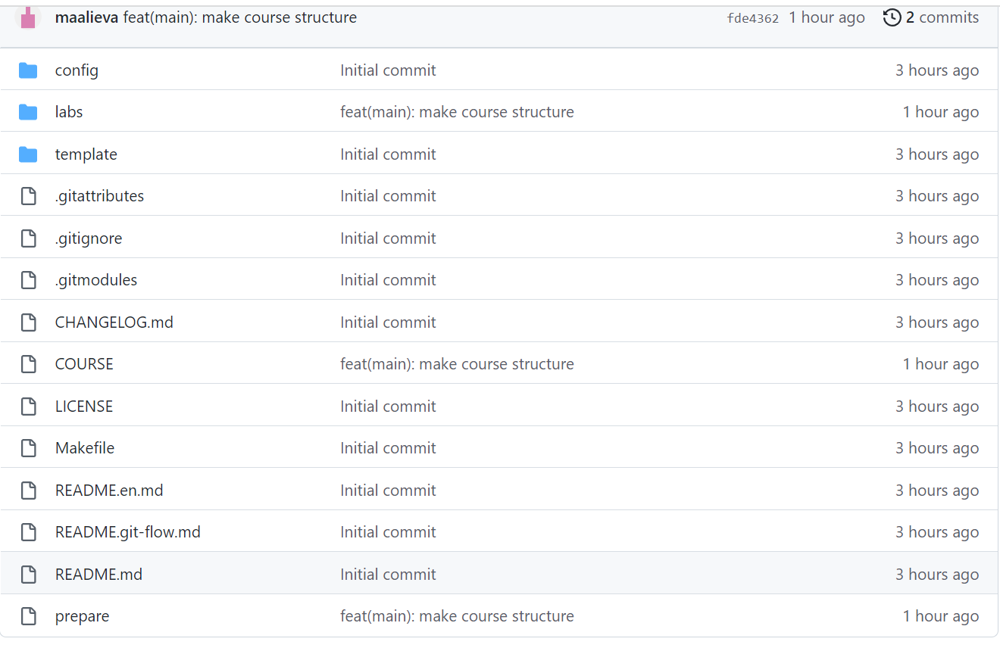 maalieva feat(main): make course structure fde4362 1 hour ago 2 commits
config Initial commit 3 hours ago
labs feat(main): make course structure 1 hour ago
template Initial commit 3 hours ago
.gitattributes Initial commit 3 hours ago
.gitignore Initial commit 3 hours ago
.gitmodules Initial commit 3 hours ago
CHANGELOG.md Initial commit 3 hours ago
COURSE feat(main): make course structure 1 hour ago
LICENSE Initial commit 3 hours ago
Makefile Initial commit 3 hours ago
README.en.md Initial commit 3 hours ago
README.git-flow.md Initial commit 3 hours ago
README.md Initial commit 3 hours ago
prepare feat(main): make course structure 1 hour ago